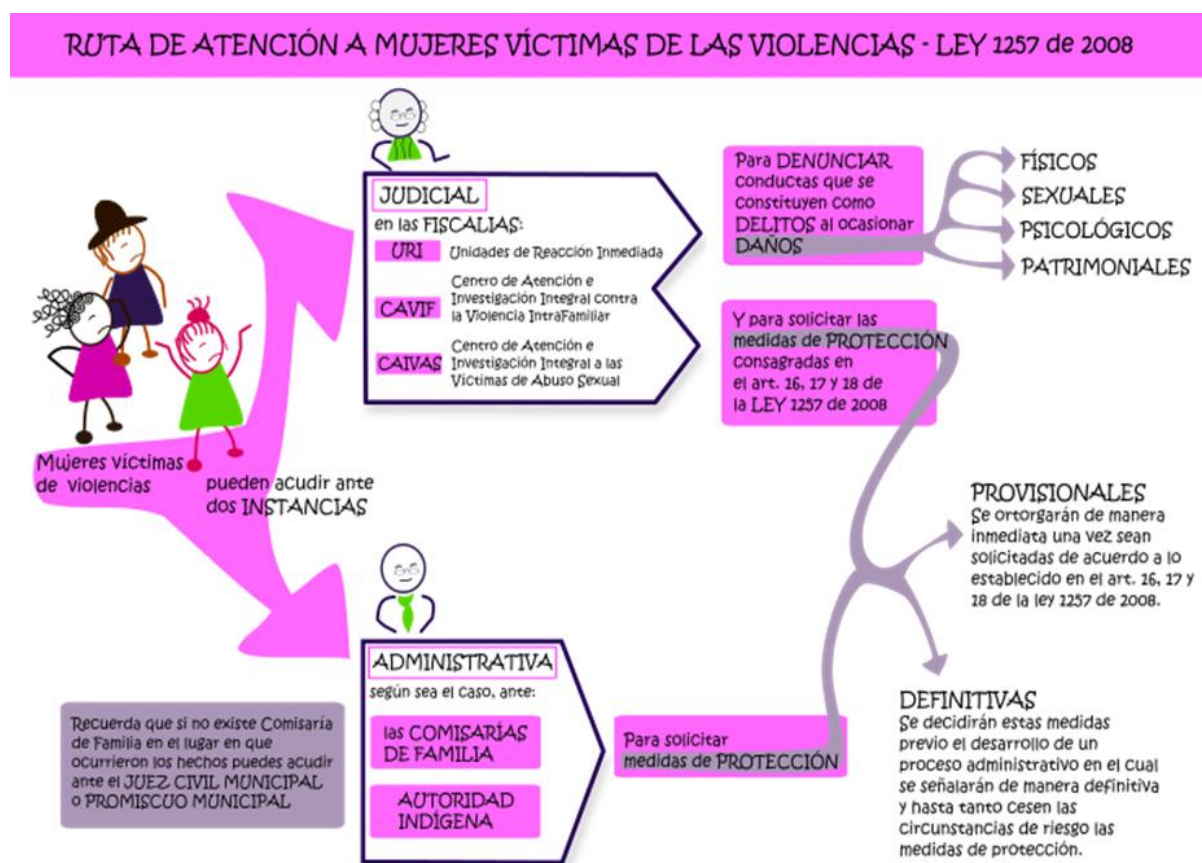 RUTA DE ATENCIÓN A MUJERES VÍCTIMAS DE LAS VIOLENCIAS - LEY 1257 de 2008
Mujeres víctimas
de violencias
pueden acudir ante
dos INSTANCIAS
JUDICIAL
en las FISCALIAS:
URI Unidades de Reacción Inmediada
CAVIF
Centro de Atención e
Investigación Integral contra
la Violencia IntraFamiliar
CAIVAS
Centro de Atención e
Investigación Integral a las
Víctimas de Abuso Sexual
Para DENUNCIAR
conductas que se
constituyen como
DELITOS al ocasionar
DAÑOS
FÍSICOS
SEXUALES
PSICOLÓGICOS
PATRIMONIALES
Y para solicitar las
medidas de PROTECCIÓN
consagradas en
el art. 16, 17 y 18 de
la LEY 1257 de 2008
ADMINISTRATIVA
según sea el caso, ante:
las COMISARÍAS
DE FAMILIA
AUTORIDAD
INDÍGENA
Recuerda que si no existe Comisaría
de Familia en el lugar en que
ocurrieron los hechos puedes acudir
ante el JUEZ CIVIL MUNICIPAL
o PROMISCUO MUNICIPAL
Para solicitar
medidas de PROTECCIÓN
PROVISIONALES
Se ortorgarán de manera
inmediata una vez sean
solicitadas de acuerdo a lo
establecido en el art. 16, 17 y
18 de la ley 1257 de 2008.
DEFINITIVAS
Se decidirán estas medidas
previo el desarrollo de un
proceso administrativo en el cual
se señalarán de manera definitiva
y hasta tanto cesen las
circunstancias de riesgo las
medidas de protección.